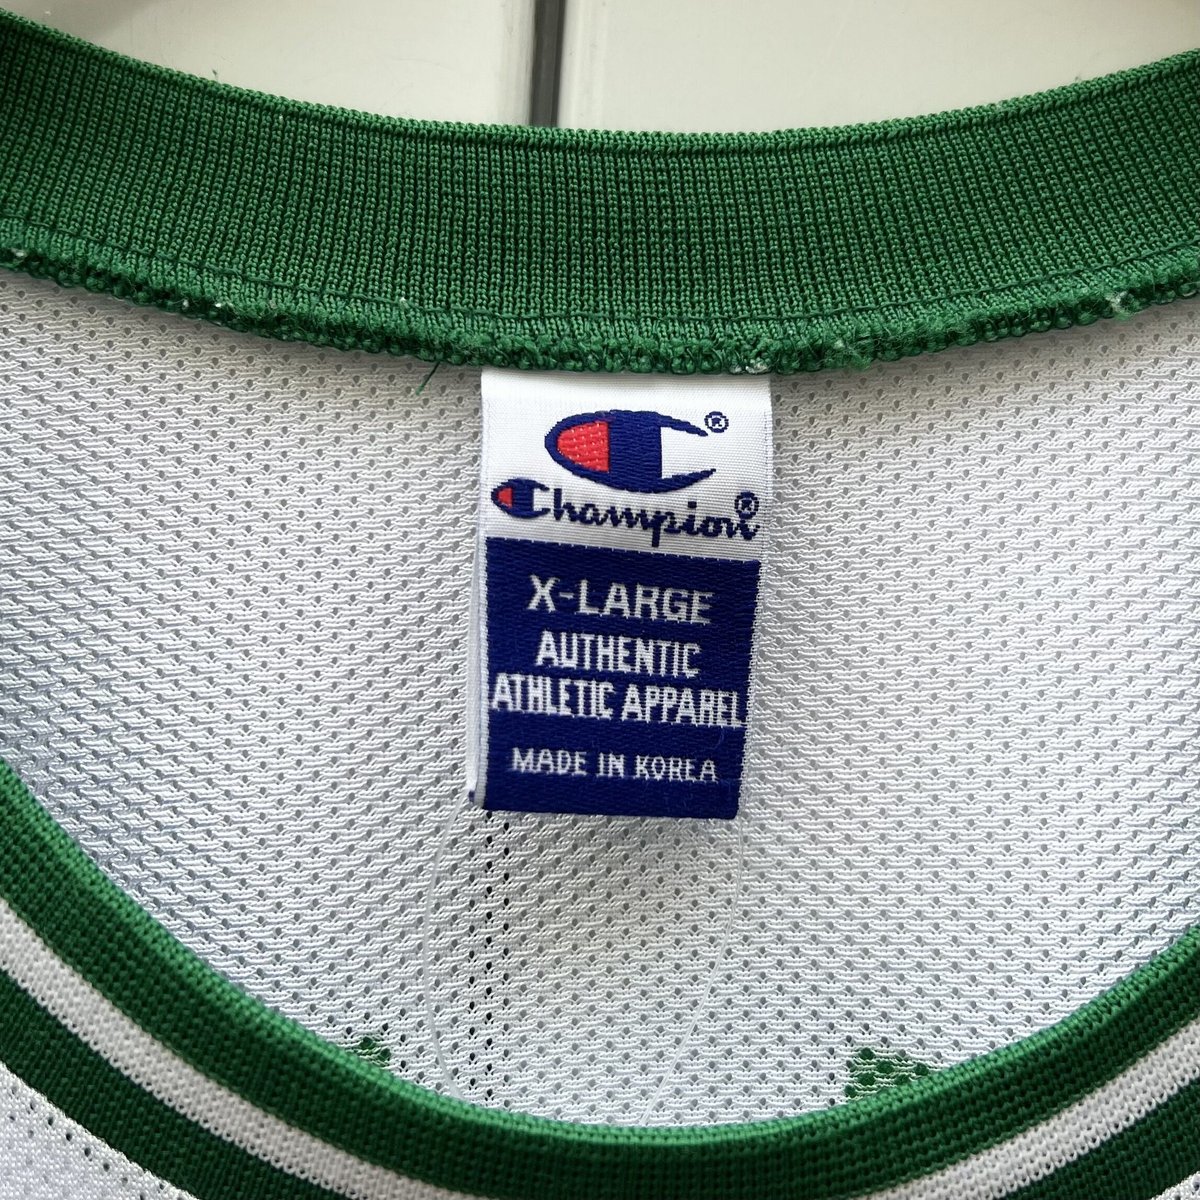 ®
Champion®
X-LARGE
AUTHENTIC
ATHLETIC APPAREL
MADE IN KOREA